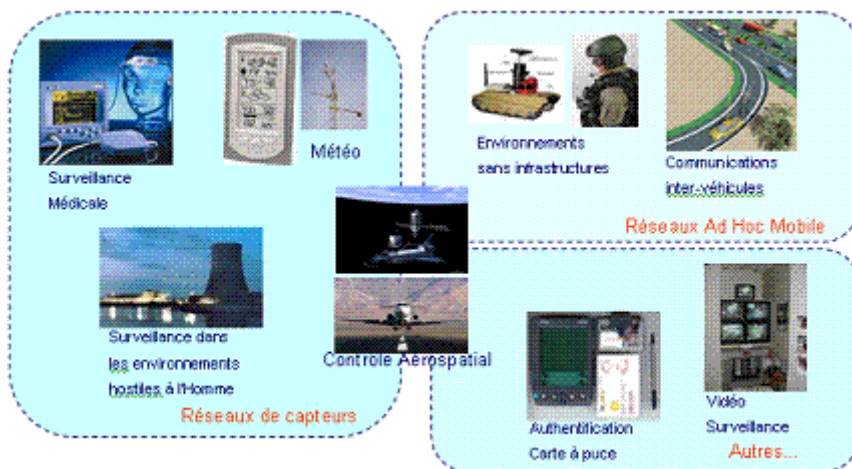 Surveillance
Médicale
Météo
Surveillance dans
les environnements
hostiles à l'Homme
Réseaux de capteurs
Contrôle Aérospatial
Environnements
sans infrastructures
Communications
inter-véhicules
Réseaux Ad Hoc Mobile
Authentification
Carte à puce
Vidéo
Surveillance
Autres...